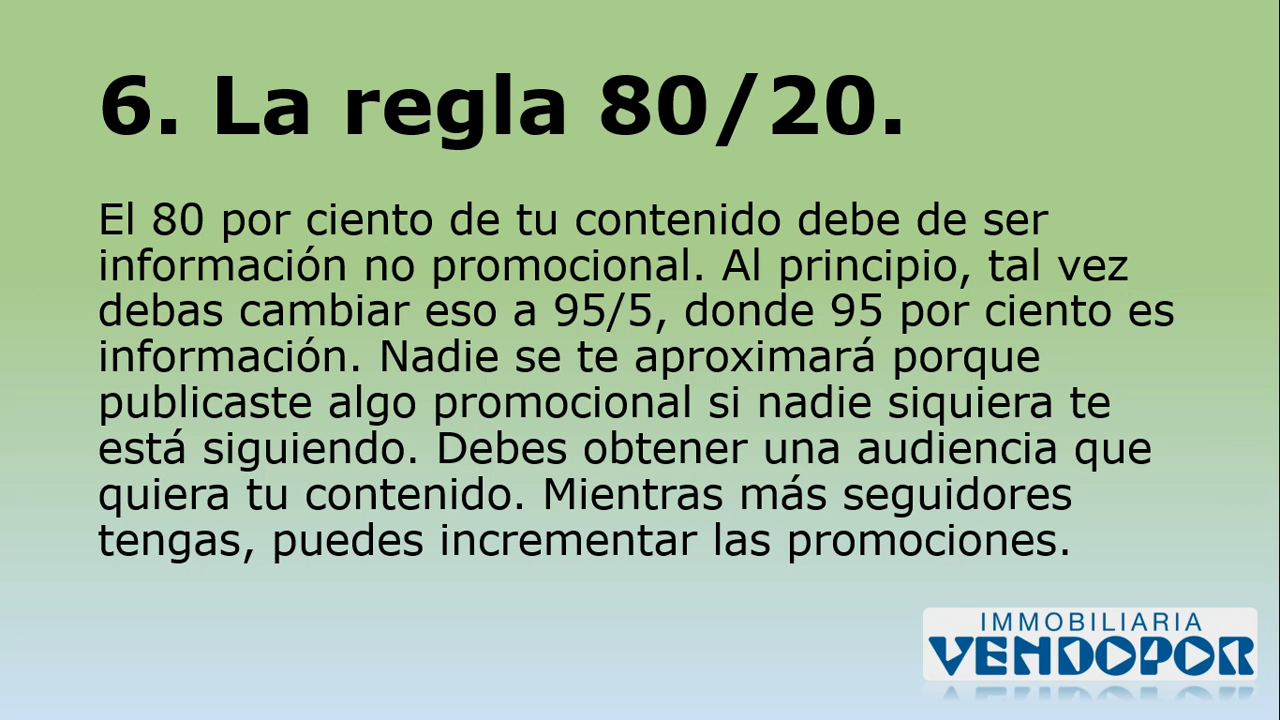 6. La regla 80/20.
El 80 por ciento de tu contenido debe de ser
información no promocional. Al principio, tal vez
debas cambiar eso a 95/5, donde 95 por ciento es
información. Nadie se te aproximará porque
publicaste algo promocional si nadie siquiera te
está siguiendo. Debes obtener una audiencia que
quiera tu contenido. Mientras más seguidores
tengas, puedes incrementar las promociones.
IMMOBILIARIA
VENDOPOR